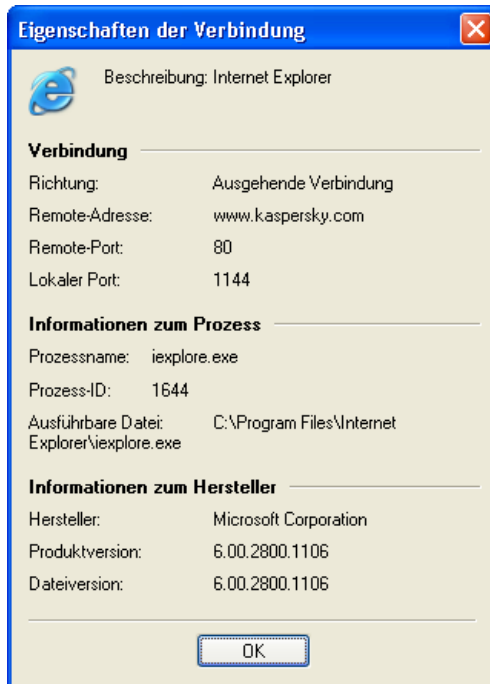 Eigenschaften der Verbindung
Beschreibung: Internet Explorer
Verbindung
Richtung: Ausgehende Verbindung
Remote-Adresse: www.kaspersky.com
Remote-Port: 80
Lokaler Port: 1144
Informationen zum Prozess
Prozessname: iexplore.exe
Prozess-ID: 1644
Ausführbare Datei: C:\Program Files\Internet
Explorer\iexplore.exe
Informationen zum Hersteller
Hersteller: Microsoft Corporation
Produktversion: 6.00.2800.1106
Dateiversion: 6.00.2800.1106
OK